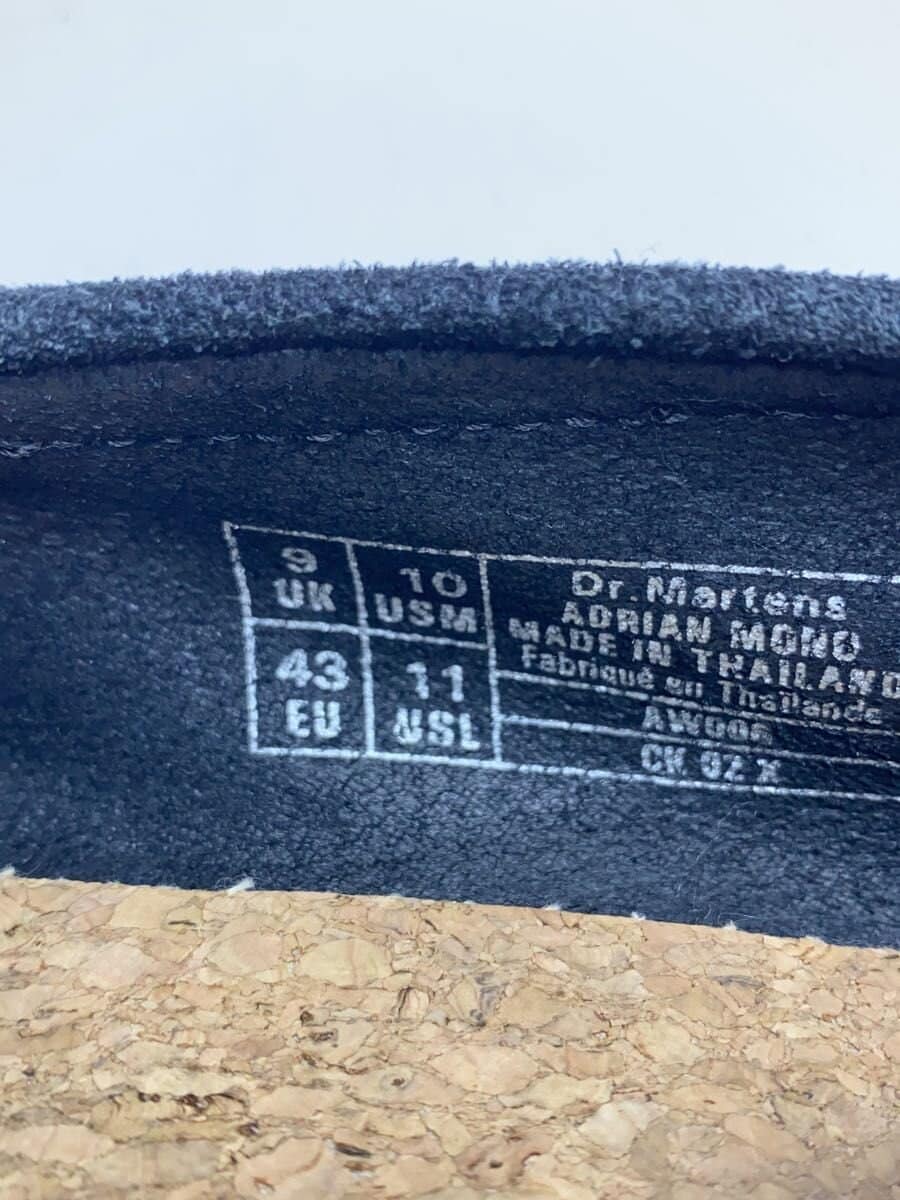 9
UK
10
USM
43
EU
11
USL
Dr.Martens
ADRIAN MONO
MADE IN THAILAND
Fabriqué en Thaïlande
AW006
CK 02 X